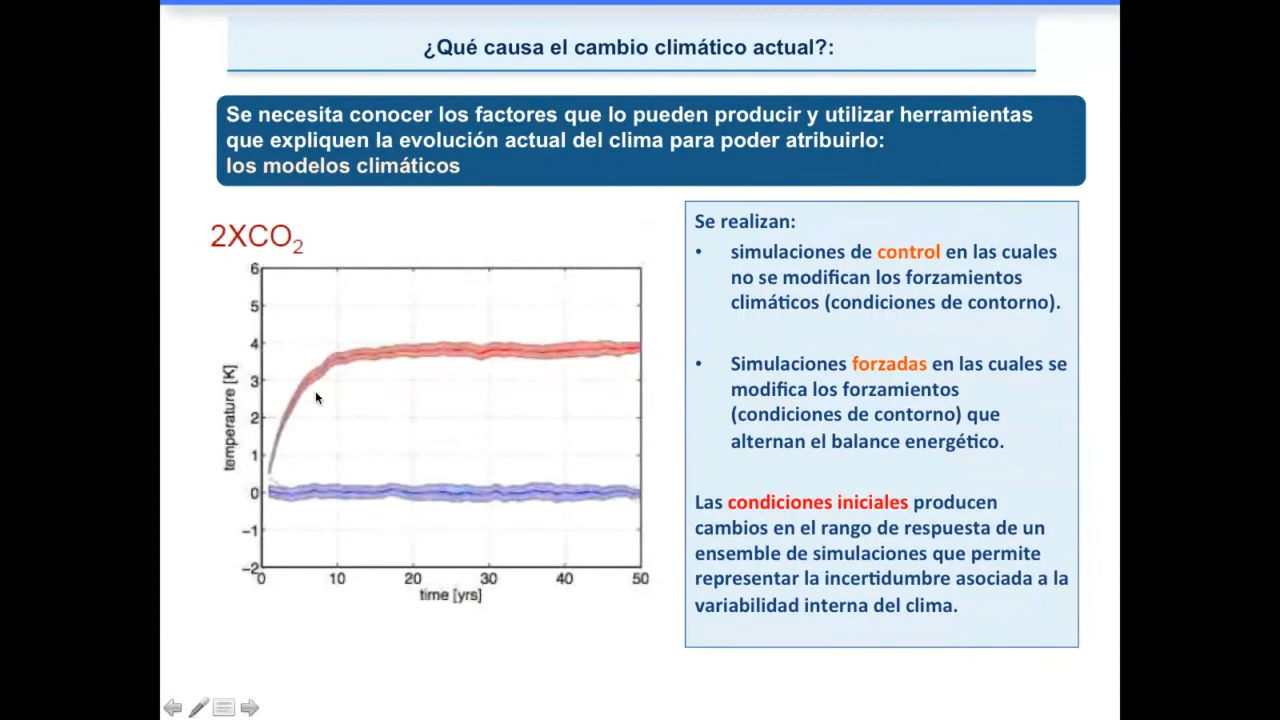 ¿Qué causa el cambio climático actual?:
Se necesita conocer los factores que lo pueden producir y utilizar herramientas
que expliquen la evolución actual del clima para poder atribuirlo:
los modelos climáticos
2XCO₂
6
5
4
3
2
1
0
−1
−2
temperature [K]
0 10 20 30 40 50
time [yrs]
Se realizan:
• simulaciones de control en las cuales
no se modifican los forzamientos
climáticos (condiciones de contorno).
• Simulaciones forzadas en las cuales se
modifica los forzamientos
(condiciones de contorno) que
alternan el balance energético.
Las condiciones iniciales producen
cambios en el rango de respuesta de un
ensemble de simulaciones que permite
representar la incertidumbre asociada a la
variabilidad interna del clima.